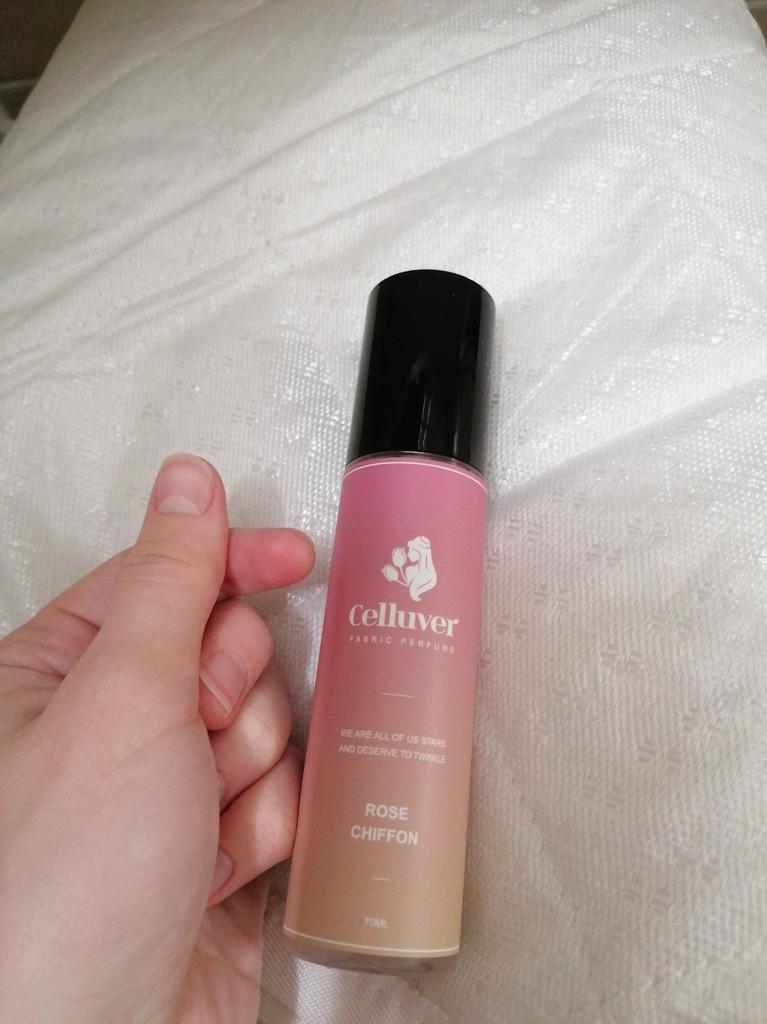 Celluver
FABRIC PERFUME
WE ARE ALL OF US STARS
AND DESERVE TO TWINKLE
ROSE
CHIFFON
70ML